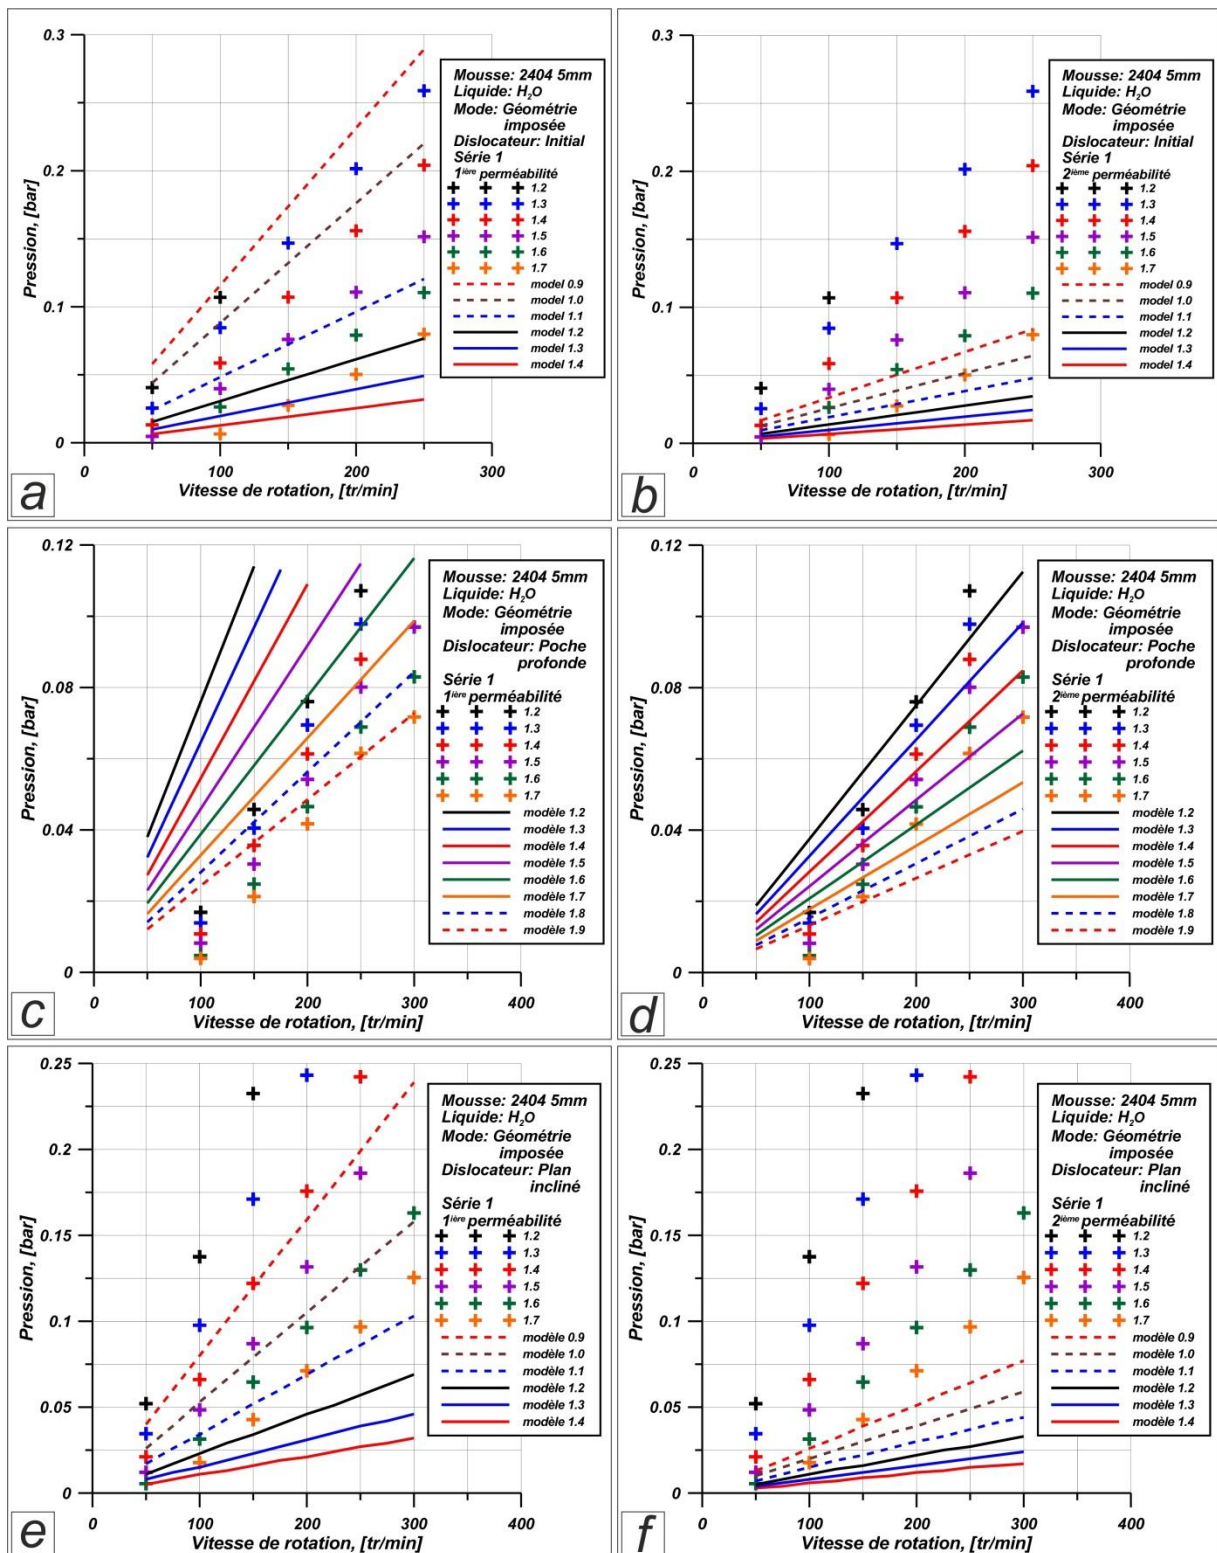 0.3
0.2
0.1
0
Pression, [bar]
0
100
200
300
Vitesse de rotation, [tr/min]
Mousse: 2404 5mm
Liquide: H₂O
Mode: Géométrie
imposée
Dislocateur: Initial
Série 1
1ière perméabilité
1.2
1.3
1.4
1.5
1.6
1.7
model 0.9
model 1.0
model 1.1
model 1.2
model 1.3
model 1.4
a
0.3
0.2
0.1
0
Pression, [bar]
0
100
200
300
Vitesse de rotation, [tr/min]
Mousse: 2404 5mm
Liquide: H₂O
Mode: Géométrie
imposée
Dislocateur: Initial
Série 1
2ième perméabilité
1.2
1.3
1.4
1.5
1.6
1.7
model 0.9
model 1.0
model 1.1
model 1.2
model 1.3
model 1.4
b
0.12
0.08
0.04
0
Pression, [bar]
0
100
200
300
400
Vitesse de rotation, [tr/min]
Mousse: 2404 5mm
Liquide: H₂O
Mode: Géométrie
imposée
Dislocateur: Poche
profonde
Série 1
1ière perméabilité
1.2
1.3
1.4
1.5
1.6
1.7
modèle 1.2
modèle 1.3
modèle 1.4
modèle 1.5
modèle 1.6
modèle 1.7
modèle 1.8
modèle 1.9
c
0.12
0.08
0.04
0
Pression, [bar]
0
100
200
300
400
Vitesse de rotation, [tr/min]
Mousse: 2404 5mm
Liquide: H₂O
Mode: Géométrie
imposée
Dislocateur: Poche
profonde
Série 1
2ième perméabilité
1.2
1.3
1.4
1.5
1.6
1.7
modèle 1.2
modèle 1.3
modèle 1.4
modèle 1.5
modèle 1.6
modèle 1.7
modèle 1.8
modèle 1.9
d
0.25
0.2
0.15
0.1
0.05
0
Pression, [bar]
0
100
200
300
400
Vitesse de rotation, [tr/min]
Mousse: 2404 5mm
Liquide: H₂O
Mode: Géométrie
imposée
Dislocateur: Plan
incliné
Série 1
1ière perméabilité
1.2
1.3
1.4
1.5
1.6
1.7
modèle 0.9
modèle 1.0
modèle 1.1
modèle 1.2
modèle 1.3
modèle 1.4
e
0.25
0.2
0.15
0.1
0.05
0
Pression, [bar]
0
100
200
300
400
Vitesse de rotation, [tr/min]
Mousse: 2404 5mm
Liquide: H₂O
Mode: Géométrie
imposée
Dislocateur: Plan
incliné
Série 1
2ième perméabilité
1.2
1.3
1.4
1.5
1.6
1.7
modèle 0.9
modèle 1.0
modèle 1.1
modèle 1.2
modèle 1.3
modèle 1.4
f